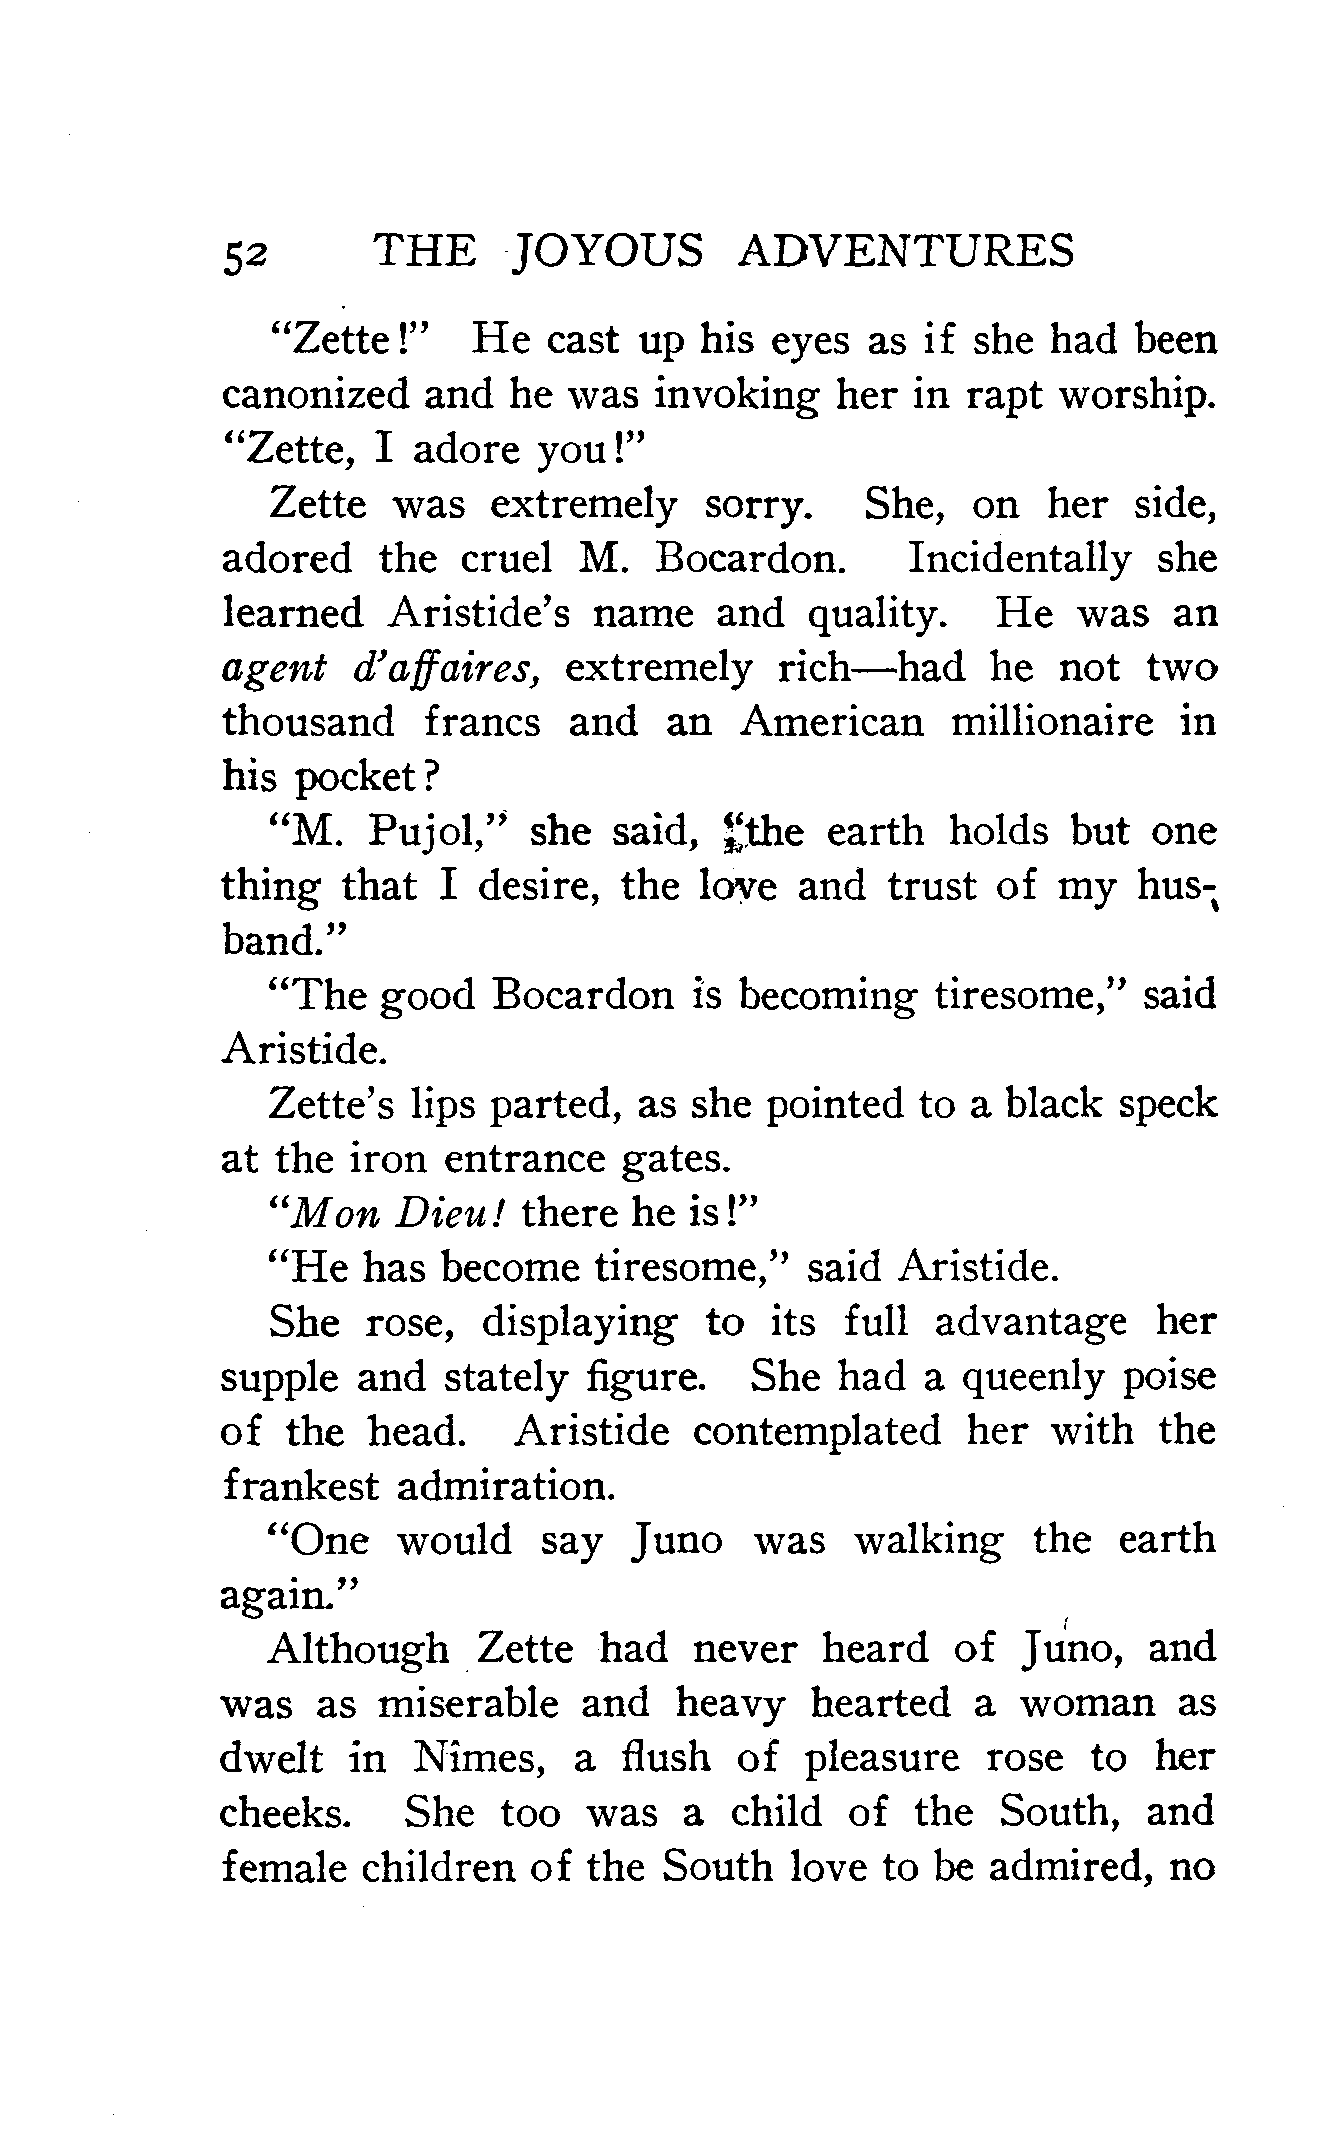 52 THE JOYOUS ADVENTURES
"Zette!" He cast up his eyes as if she had been
canonized and he was invoking her in rapt worship.
"Zette, I adore you!"
Zette was extremely sorry. She, on her side,
adored the cruel M. Bocardon. Incidentally she
learned Aristide's name and quality. He was an
agent d'affaires, extremely rich—had he not two
thousand francs and an American millionaire in
his pocket?
"M. Pujol," she said, "the earth holds but one
thing that I desire, the love and trust of my hus-
band."
"The good Bocardon is becoming tiresome," said
Aristide.
Zette's lips parted, as she pointed to a black speck
at the iron entrance gates.
"Mon Dieu! there he is!"
"He has become tiresome," said Aristide.
She rose, displaying to its full advantage her
supple and stately figure. She had a queenly poise
of the head. Aristide contemplated her with the
frankest admiration.
"One would say Juno was walking the earth
again."
Although Zette had never heard of Juno, and
was as miserable and heavy hearted a woman as
dwelt in Nîmes, a flush of pleasure rose to her
cheeks. She too was a child of the South, and
female children of the South love to be admired, no